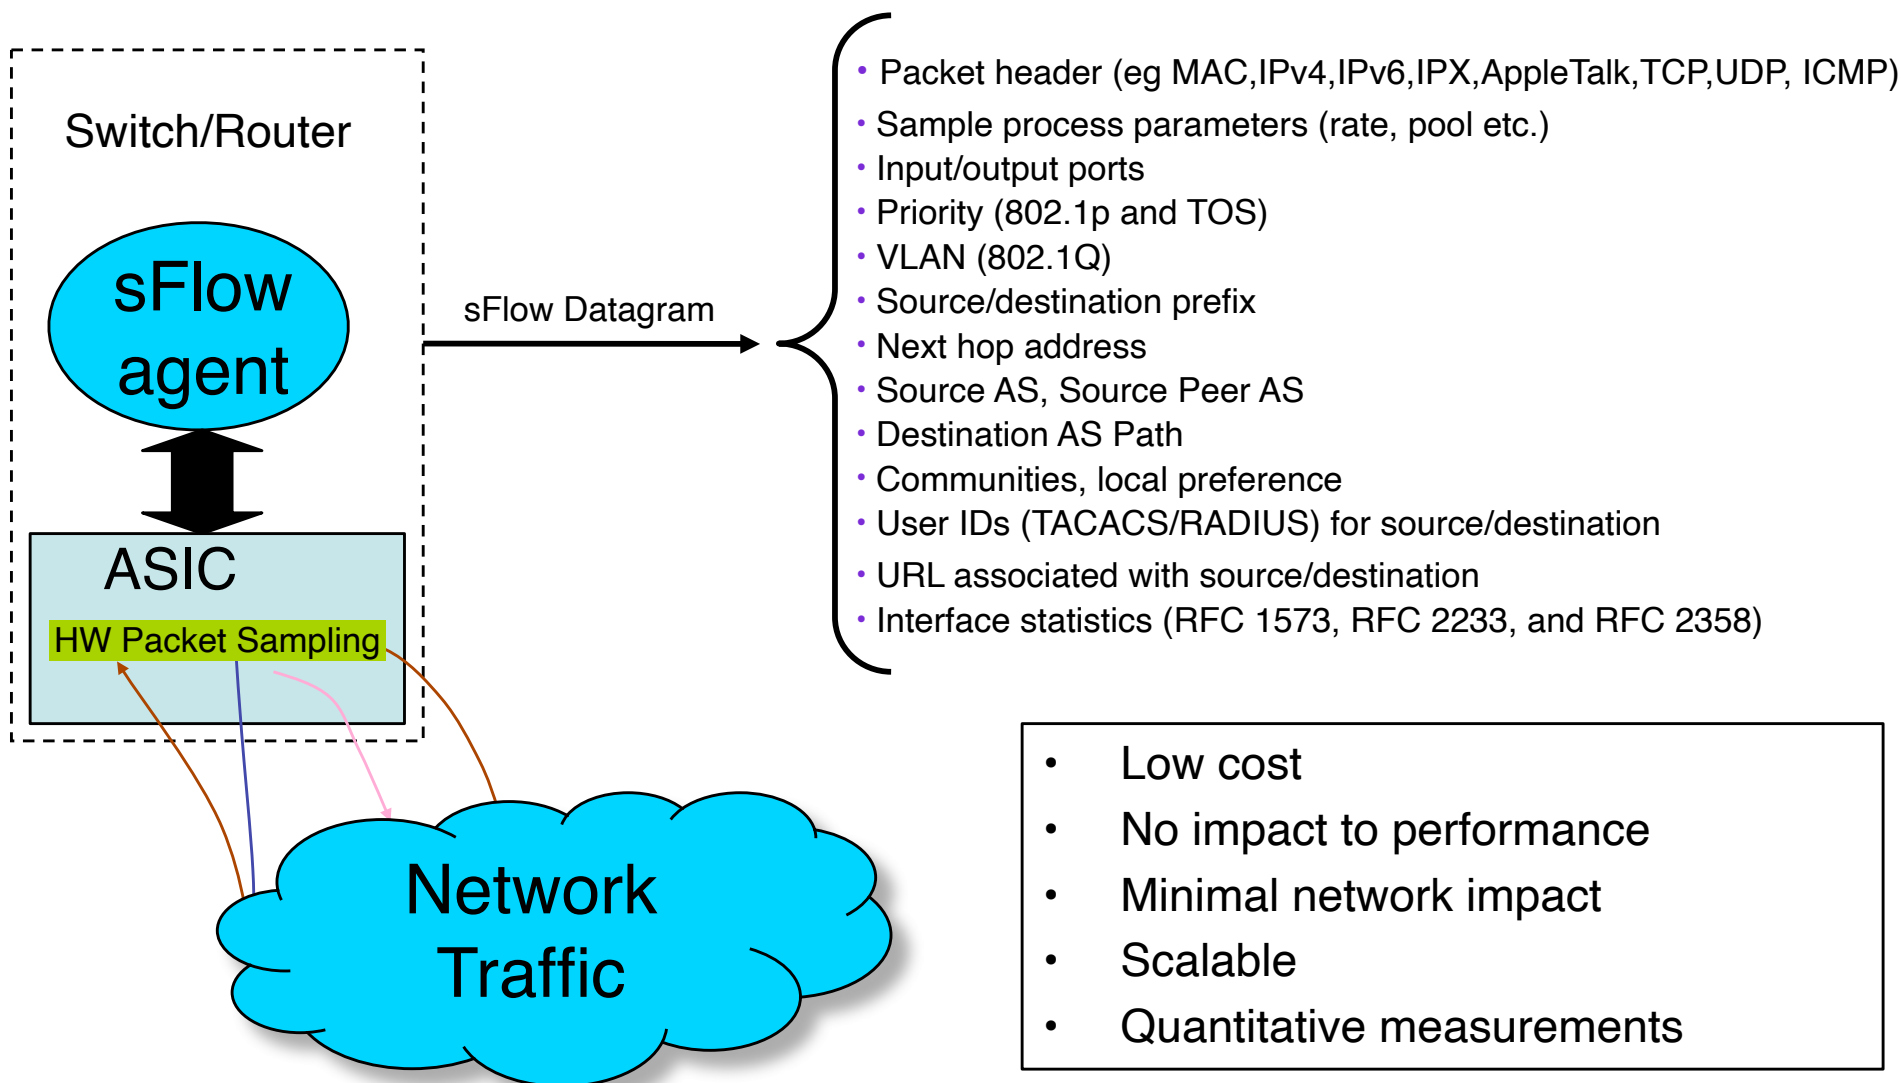 Switch/Router
sFlow
agent
ASIC
HW Packet Sampling
Network
Traffic
sFlow Datagram
• Packet header (eg MAC,IPv4,IPv6,IPX,AppleTalk,TCP,UDP, ICMP)
• Sample process parameters (rate, pool etc.)
• Input/output ports
• Priority (802.1p and TOS)
• VLAN (802.1Q)
• Source/destination prefix
• Next hop address
• Source AS, Source Peer AS
• Destination AS Path
• Communities, local preference
• User IDs (TACACS/RADIUS) for source/destination
• URL associated with source/destination
• Interface statistics (RFC 1573, RFC 2233, and RFC 2358)
• Low cost
• No impact to performance
• Minimal network impact
• Scalable
• Quantitative measurements